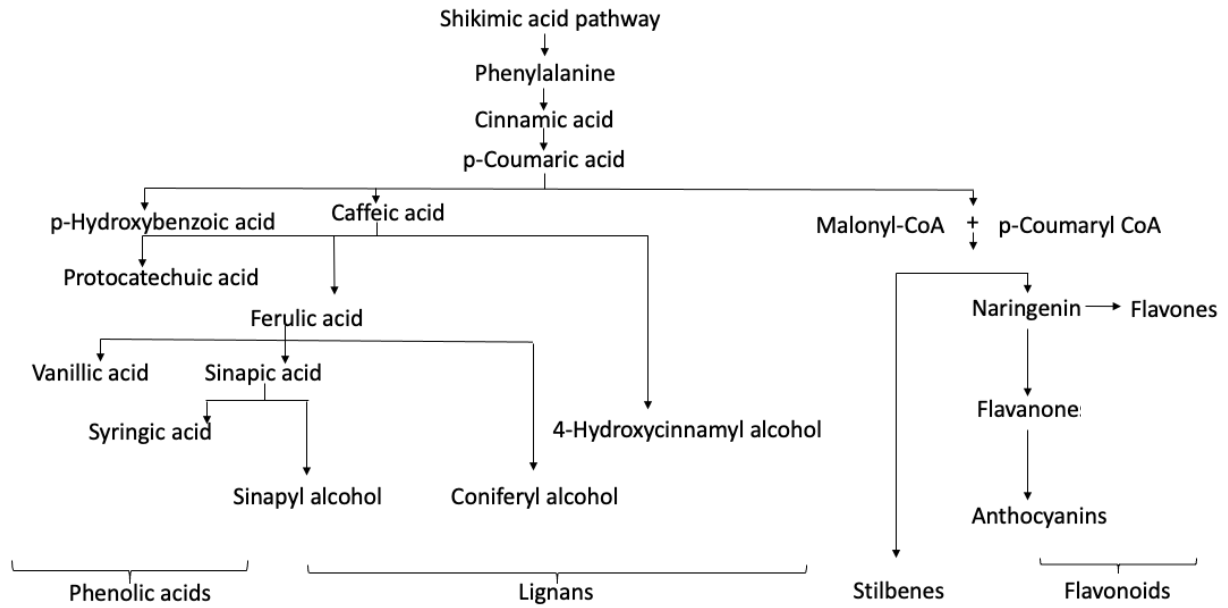 Shikimic acid pathway
Phenylalanine
Cinnamic acid
p-Coumaric acid
p-Hydroxybenzoic acid
Caffeic acid
Malonyl-CoA + p-Coumaryl CoA
Protocatechuic acid
Ferulic acid
Naringenin
Flavones
Vanillic acid
Sinapic acid
Flavanones
Syringic acid
4-Hydroxycinnamyl alcohol
Sinapyl alcohol
Coniferyl alcohol
Anthocyanins
Phenolic acids
Lignans
Stilbenes
Flavonoids